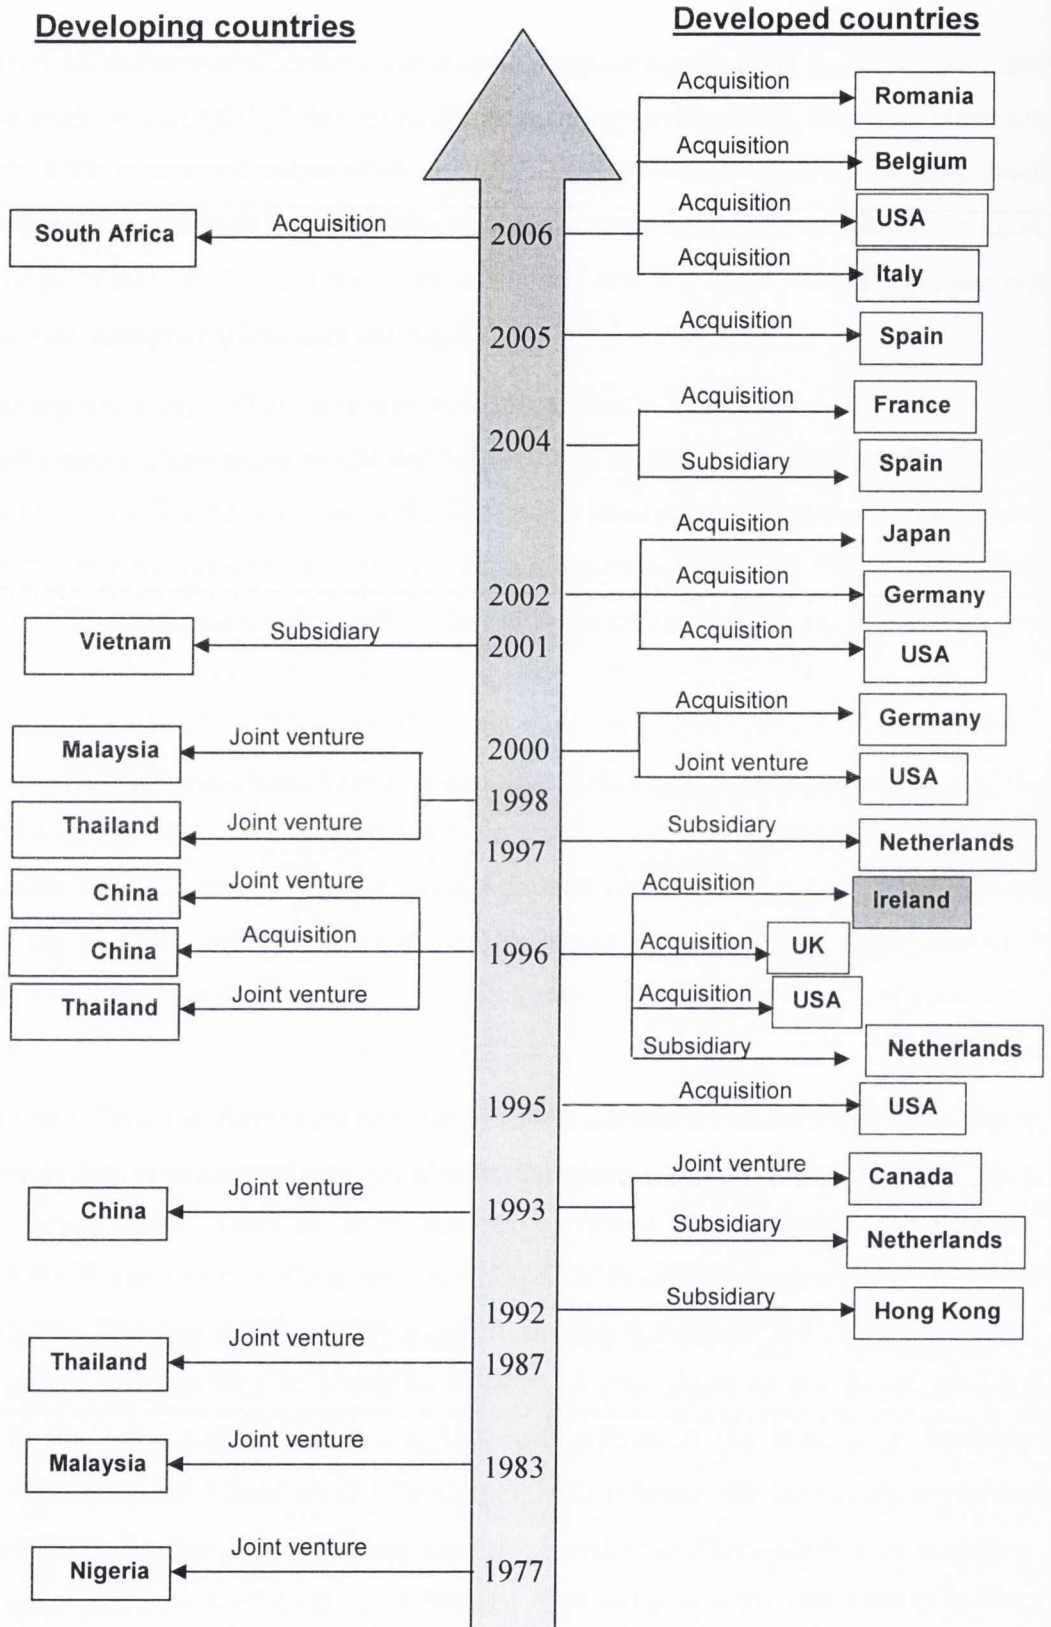 Developing countries
Developed countries
Acquisition
Romania
Acquisition
Belgium
South Africa
Acquisition
2006
Acquisition
USA
Acquisition
Italy
2005
Acquisition
Spain
2004
Acquisition
France
Subsidiary
Spain
Acquisition
Japan
2002
Acquisition
Germany
Vietnam
Subsidiary
2001
Acquisition
USA
Acquisition
Germany
Malaysia
Joint venture
2000
Joint venture
USA
Thailand
Joint venture
1998
1997
Subsidiary
Netherlands
China
Joint venture
Acquisition
Ireland
China
Acquisition
1996
Acquisition
UK
Thailand
Joint venture
Acquisition
USA
Subsidiary
Netherlands
1995
Acquisition
USA
Joint venture
Canada
China
Joint venture
1993
Subsidiary
Netherlands
1992
Subsidiary
Hong Kong
Thailand
Joint venture
1987
Malaysia
Joint venture
1983
Nigeria
Joint venture
1977